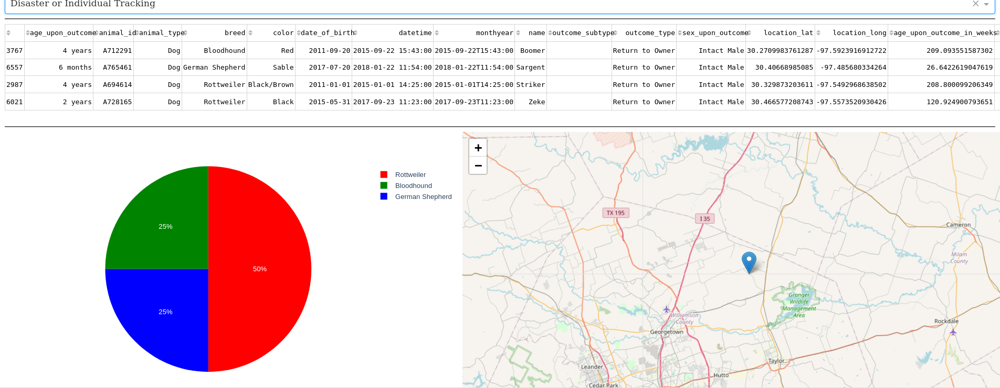 Disaster or Individual Tracking
age_upon_outcome animal_id animal_type breed color date_of_birth datetime monthyear name outcome_subtype outcome_type sex_upon_outcome location_lat location_long age_upon_outcome_in_weeks
3767 4 years A712291 Dog Bloodhound Red 2011-09-20 2015-09-22 15:43:00 2015-09-22T15:43:00 Boomer Return to Owner Intact Male 30.2709983761287 -97.5923916912722 209.093551587302
6557 6 months A765461 Dog German Shepherd Sable 2017-07-20 2018-01-22 11:54:00 2018-01-22T11:54:00 Sargent Return to Owner Intact Male 30.40668985085 -97.485680334264 26.6422619047619
2987 4 years A694614 Dog Rottweiler Black/Brown 2011-01-01 2015-01-01 14:25:00 2015-01-01T14:25:00 Striker Return to Owner Intact Male 30.329873203611 -97.5492968638502 208.800099206349
6021 2 years A728165 Dog Rottweiler Black 2015-05-31 2017-09-23 11:23:00 2017-09-23T11:23:00 Zeke Return to Owner Intact Male 30.466577208743 -97.5573520930426 120.924900793651
Rottweiler
Bloodhound
German Shepherd
25%
50%
25%
+
−
TX 195
I 35
Cameron
Milam
County
Granger
Wildlife
Management
Area
Williamson
County
Georgetown
Rockdale
Taylor
Leander
Hutto
Cedar Park